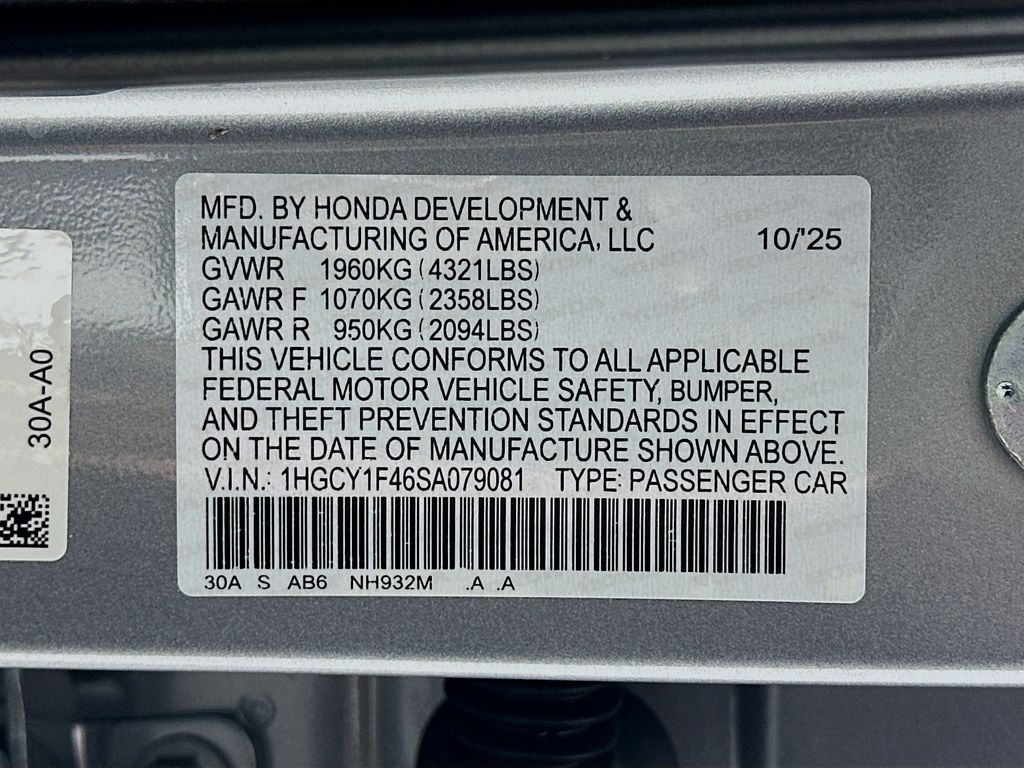 MFD. BY HONDA DEVELOPMENT &
MANUFACTURING OF AMERICA, LLC 10/'25
GVWR 1960KG (4321LBS)
GAWR F 1070KG (2358LBS)
GAWR R 950KG (2094LBS)
THIS VEHICLE CONFORMS TO ALL APPLICABLE
FEDERAL MOTOR VEHICLE SAFETY, BUMPER,
AND THEFT PREVENTION STANDARDS IN EFFECT
ON THE DATE OF MANUFACTURE SHOWN ABOVE.
V.I.N.: 1HGCY1F46SA079081 TYPE: PASSENGER CAR
30A S AB6 NH932M .A .A
30A-A0